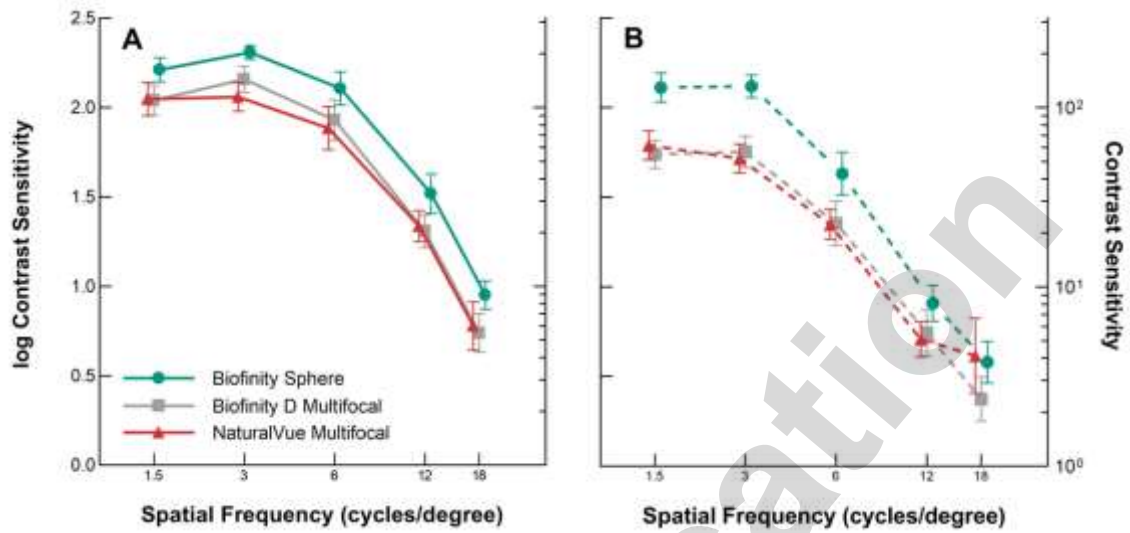 A
B
2.5
2.0
1.5
1.0
0.5
0.0
log Contrast Sensitivity
Biofinity Sphere
Biofinity D Multifocal
NaturalVue Multifocal
1.5 3 6 12 18
Spatial Frequency (cycles/degree)
1.5 3 6 12 18
Spatial Frequency (cycles/degree)
10²
10¹
10⁰
Contrast Sensitivity
ation